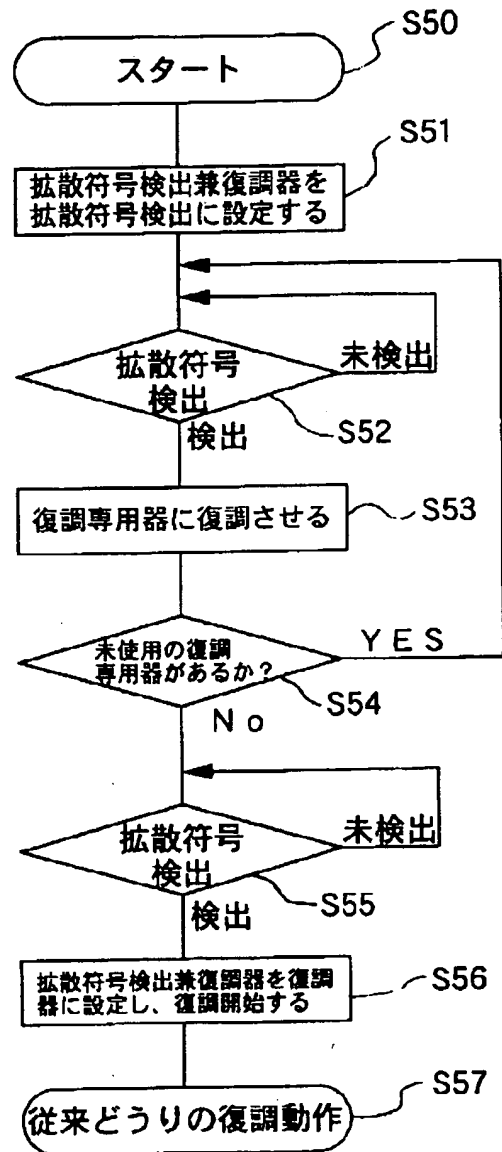 S50
スタート
S51
拡散符号検出兼復調器を
拡散符号検出に設定する
拡散符号
検出
未検出
検出
S52
復調専用器に復調させる
S53
未使用の復調
専用器があるか?
YES
S54
No
拡散符号
検出
未検出
検出
S55
拡散符号検出兼復調器を復調
器に設定し、復調開始する
S56
S57
従来どうりの復調動作